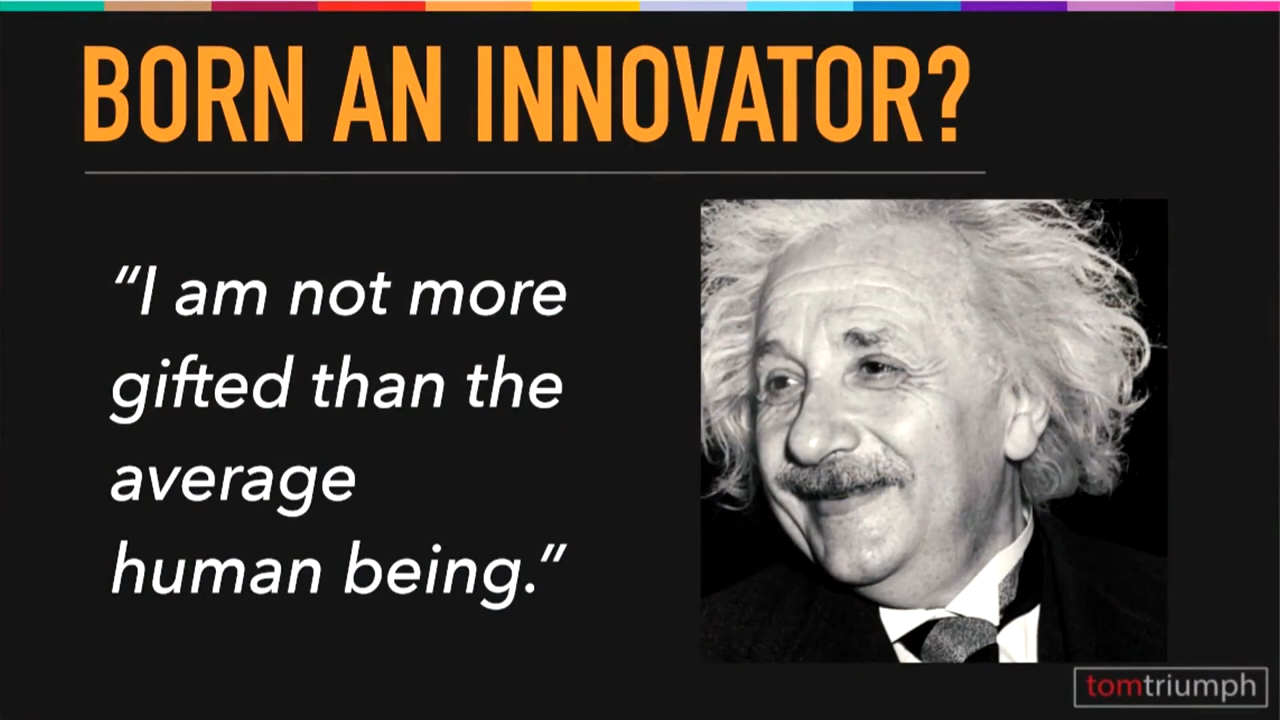 BORN AN INNOVATOR?
“I am not more
gifted than the
average
human being.”
tomtriumph